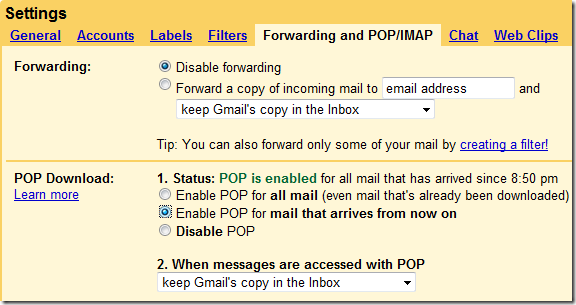 Settings
General Accounts Labels Filters Forwarding and POP/IMAP Chat Web Clips
Forwarding:
Disable forwarding
Forward a copy of incoming mail to email address and
keep Gmail's copy in the Inbox
Tip: You can also forward only some of your mail by creating a filter!
POP Download:
Learn more
1. Status: POP is enabled for all mail that has arrived since 8:50 pm
Enable POP for all mail (even mail that's already been downloaded)
Enable POP for mail that arrives from now on
Disable POP
2. When messages are accessed with POP
keep Gmail's copy in the Inbox